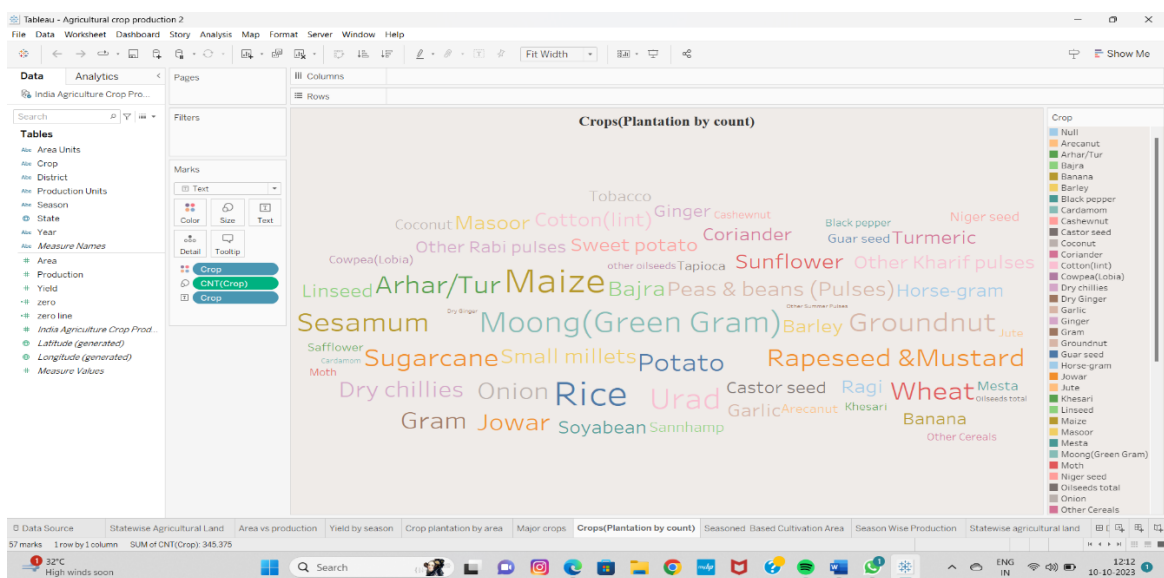 Tableau - Agricultural crop production 2
File Data Worksheet Dashboard Story Analysis Map Format Server Window Help
Fit Width
Show Me
Data Analytics
India Agriculture Crop Pro...
Search
Tables
Abc Area Units
Abc Crop
Abc District
Abc Production Units
Abc Season
State
Abc Year
Abc Measure Names
# Area
# Production
# Yield
zero
zero line
India Agriculture Crop Prod...
Latitude (generated)
Longitude (generated)
# Measure Values
Pages
Filters
Marks
Text
Color Size Text
Detail Tooltip
Crop
CNT(Crop)
Crop
Columns
Rows
Crops(Plantation by count)
Tobacco
Coconut Masoor Cotton(lint) Ginger Cashewnut Black pepper Niger seed
Other Rabi pulses Sweet potato Coriander Guar seed Turmeric
Cowpea(Lobia) other oilseeds Tapioca Sunflower Other Kharif pulses
Linseed Arhar/Tur Maize Bajra Peas & beans (Pulses) Horse-gram
Other Summer Pulses
Sesamum Dry Ginger Moong(Green Gram) Barley Groundnut Jute
Safflower
Cardamom Sugarcane Small millets Potato Rapeseed &Mustard
Moth
Dry chillies Onion Rice Urad Castor seed Ragi Wheat Mesta
Oilseeds total
Garlic Arecanut Khesari
Gram Jowar Soyabean Sannhamp Banana
Other Cereals
Crop
Null
Arecanut
Arhar/Tur
Bajra
Banana
Barley
Black pepper
Cardamom
Cashewnut
Castor seed
Coconut
Coriander
Cotton(lint)
Cowpea(Lobia)
Dry chillies
Dry Ginger
Garlic
Ginger
Gram
Groundnut
Guar seed
Horse-gram
Jowar
Jute
Khesari
Linseed
Maize
Masoor
Mesta
Moong(Green Gram)
Moth
Niger seed
Oilseeds total
Onion
Other Cereals
Data Source Statewise Agricultural Land Area vs production Yield by season Crop plantation by area Major crops Crops(Plantation by count) Seasoned Based Cultivation Area Season Wise Production Statewise agricultural land
57 marks 1 row by 1 column SUM of CNT(Crop): 345,375
1
32°C
High winds soon
Search
ENG
IN
12:12
10-10-2023